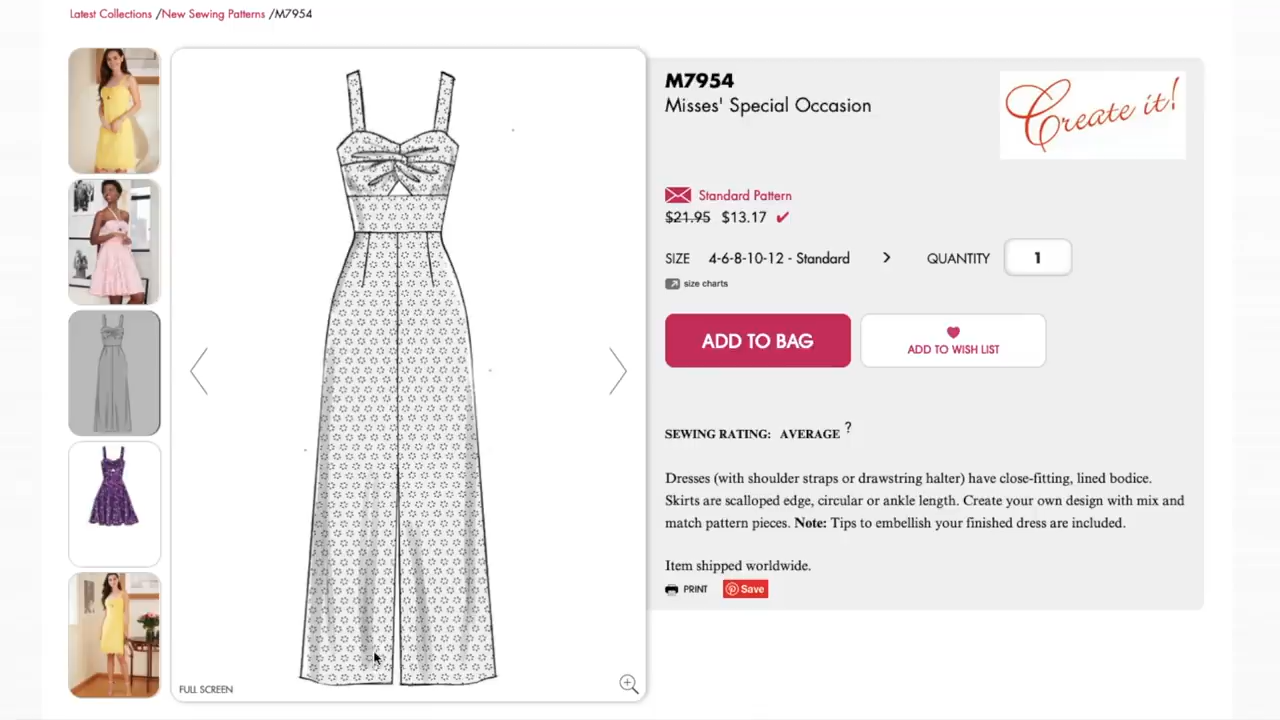 Latest Collections /New Sewing Patterns /M7954
M7954
Misses' Special Occasion
Create it!
Standard Pattern
$21.95 $13.17
SIZE 4-6-8-10-12 - Standard > QUANTITY 1
size charts
ADD TO BAG
ADD TO WISH LIST
SEWING RATING: AVERAGE ?
Dresses (with shoulder straps or drawstring halter) have close-fitting, lined bodice.
Skirts are scalloped edge, circular or ankle length. Create your own design with mix and
match pattern pieces. Note: Tips to embellish your finished dress are included.
Item shipped worldwide.
PRINT Save
FULL SCREEN